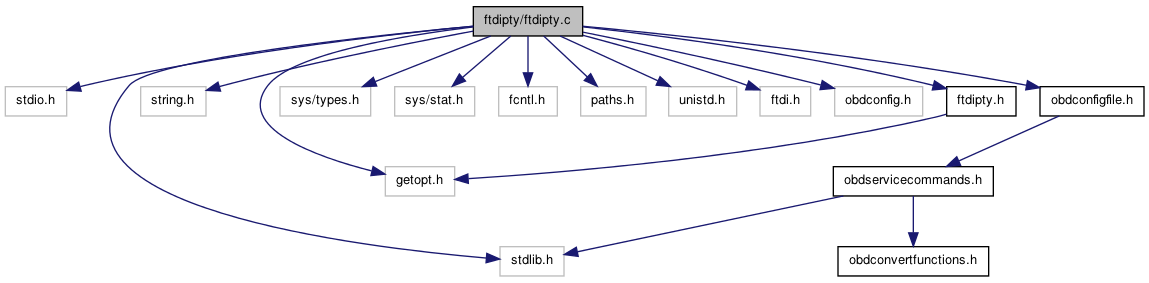 ftdipty/ftdipty.c
stdio.h
string.h
sys/types.h
sys/stat.h
fcntl.h
paths.h
unistd.h
ftdi.h
obdconfig.h
ftdipty.h
obdconfigfile.h
getopt.h
obdservicecommands.h
stdlib.h
obdconvertfunctions.h